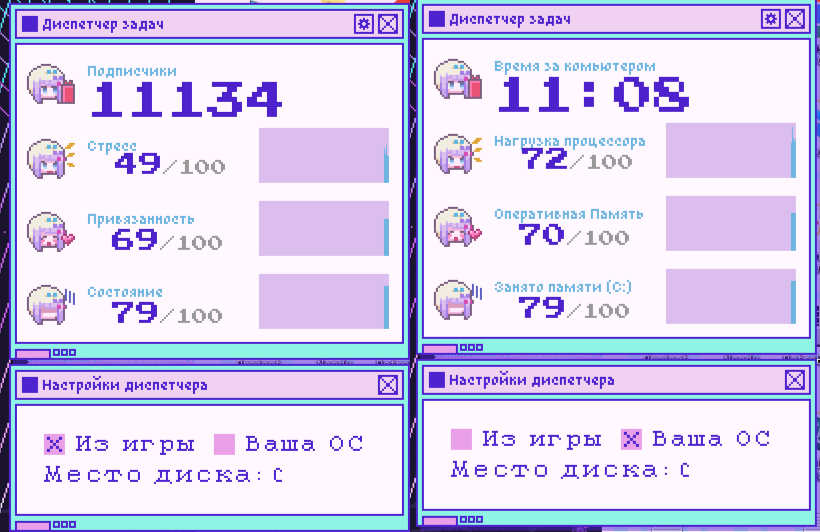 Диспетчер задач
Подписчики
11134
Стресс
49/100
Привязанность
69/100
Состояние
79/100
Настройки диспетчера
Из игры Ваша ОС
Место диска: C
Диспетчер задач
Время за комьютером
11:08
Нагрузка процессора
72/100
Оперативная Память
70/100
Занято памяти (C:)
79/100
Настройки диспетчера
Из игры Ваша ОС
Место диска: C